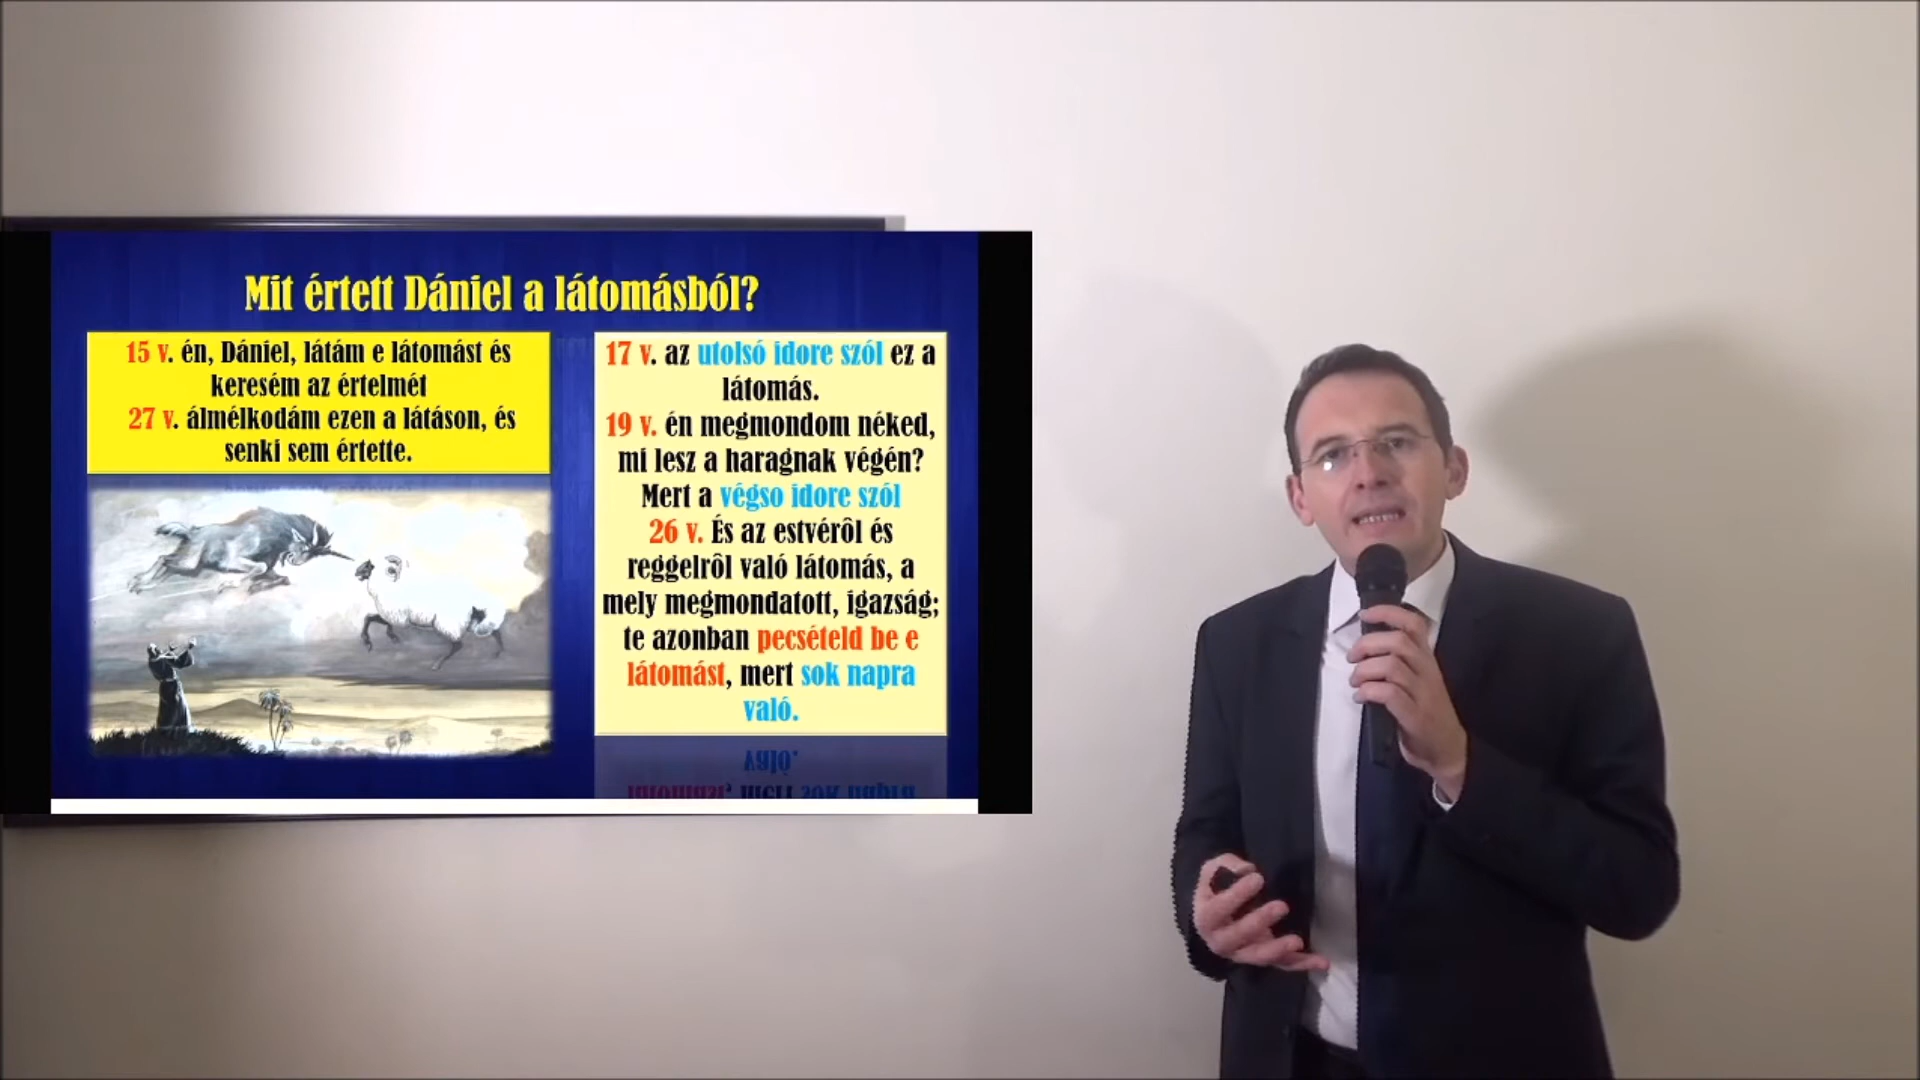 Mit értett Dániel a látomásból?
15 v. én, Dániel, látám e látomást és
keresém az értelmét
27 v. álmélkodám ezen a látáson, és
senki sem értette.
17 v. az utolsó idore szól ez a
látomás.
19 v. én megmondom néked,
mi lesz a haragnak végén?
Mert a végso idore szól
26 v. És az estvérôl és
reggelrôl való látomás, a
mely megmondatott, igazság;
te azonban pecsételd be e
látomást, mert sok napra
való.